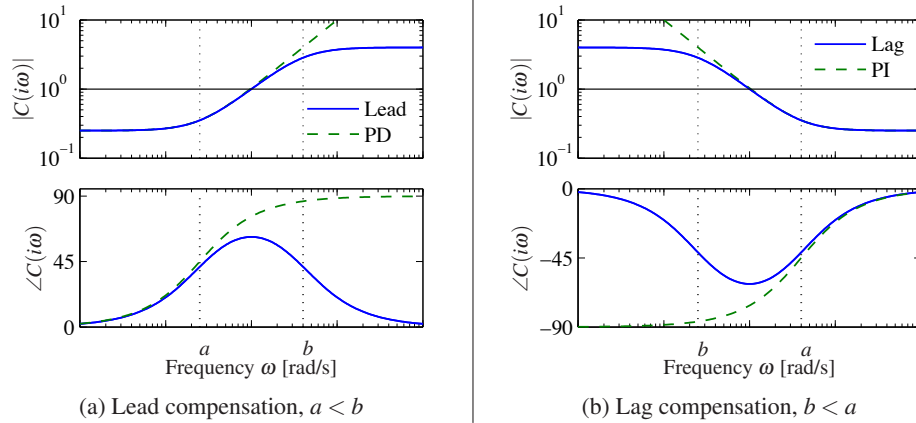 10^1
10^0
10^-1
|C(iω)|
Lead
PD
90
45
0
∠C(iω)
a
b
Frequency ω [rad/s]
(a) Lead compensation, a < b
10^1
10^0
10^-1
|C(iω)|
Lag
PI
0
−45
−90
∠C(iω)
b
a
Frequency ω [rad/s]
(b) Lag compensation, b < a